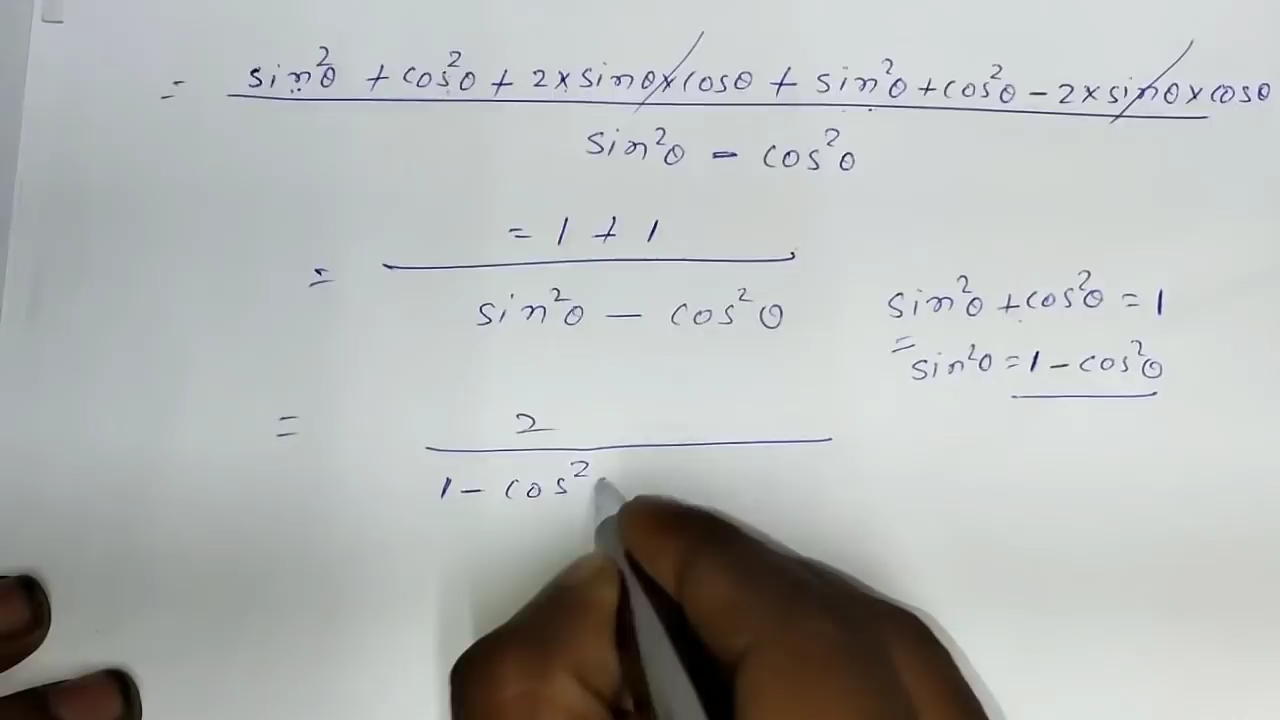 = sin²θ + cos²θ + 2×sinθ×cosθ + sin²θ + cos²θ − 2×sinθ×cosθ
sin²θ − cos²θ
= 1 + 1
=
sin²θ − cos²θ
sin²θ + cos²θ = 1
= sin²θ = 1 − cos²θ
= 2
1 − cos²